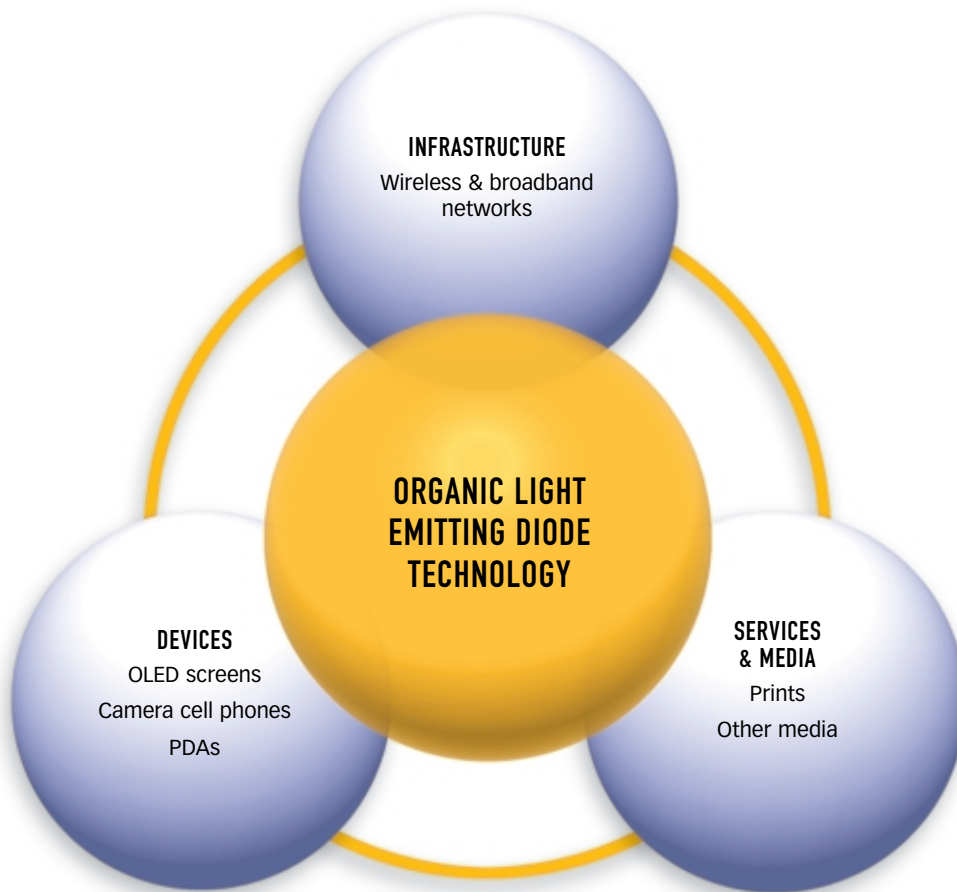 INFRASTRUCTURE
Wireless & broadband
networks
ORGANIC LIGHT
EMITTING DIODE
TECHNOLOGY
DEVICES
OLED screens
Camera cell phones
PDAs
SERVICES
& MEDIA
Prints
Other media